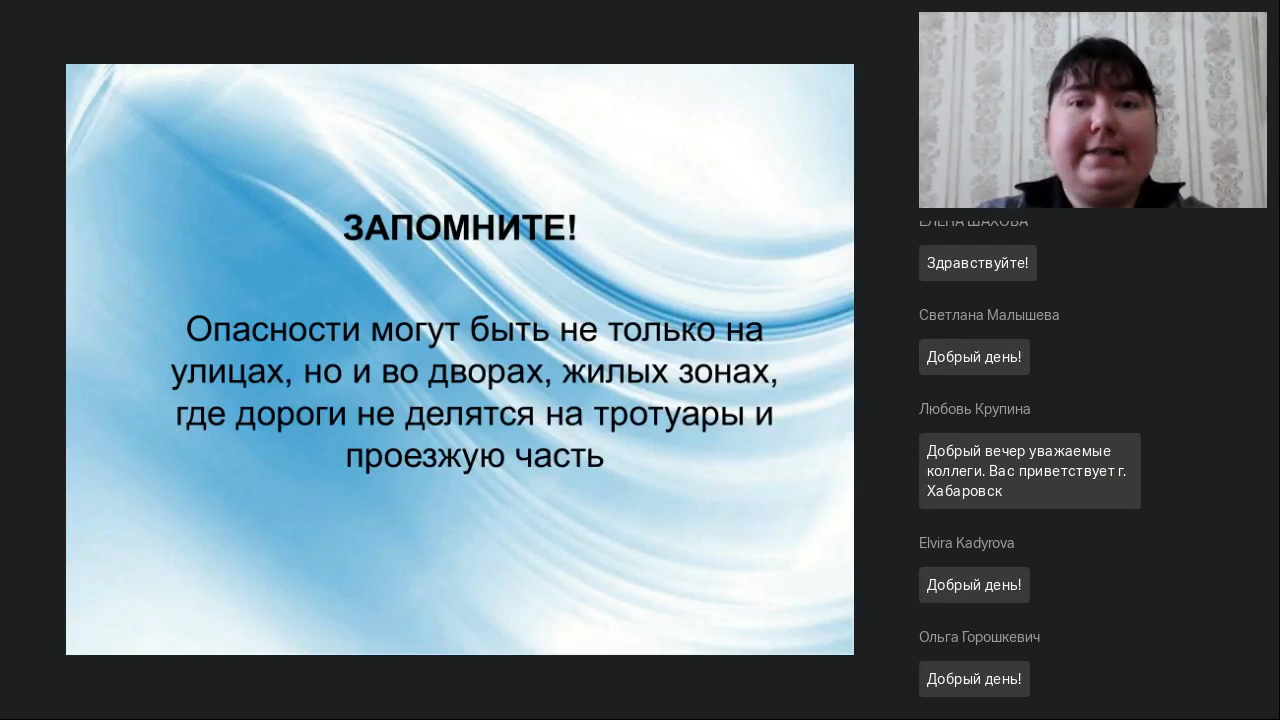 ЗАПОМНИТЕ!
Опасности могут быть не только на
улицах, но и во дворах, жилых зонах,
где дороги не делятся на тротуары и
проезжую часть
ЕЛЕНА ШАХОВА
Здравствуйте!
Светлана Малышева
Добрый день!
Любовь Крупина
Добрый вечер уважаемые
коллеги. Вас приветствует г.
Хабаровск
Elvira Kadyrova
Добрый день!
Ольга Горошкевич
Добрый день!